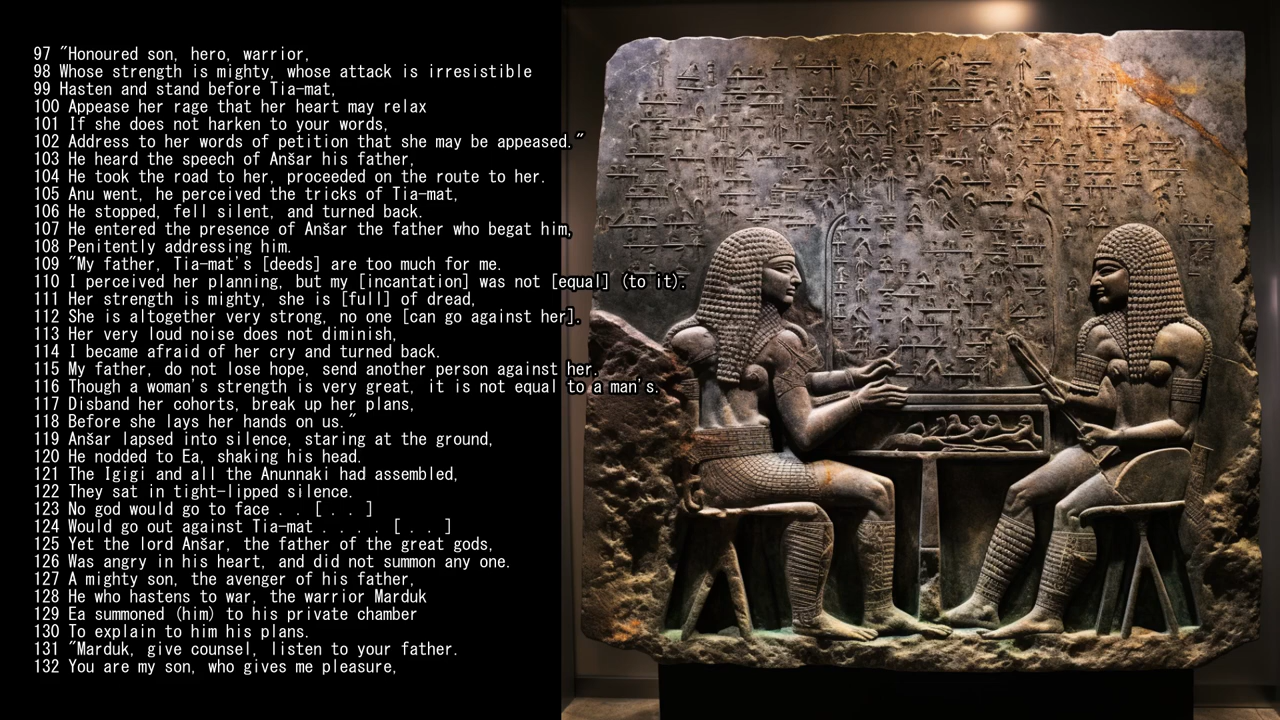 97 "Honoured son, hero, warrior,
98 Whose strength is mighty, whose attack is irresistible
99 Hasten and stand before Tia-mat,
100 Appease her rage that her heart may relax
101 If she does not harken to your words,
102 Address to her words of petition that she may be appeased."
103 He heard the speech of Anšar his father,
104 He took the road to her, proceeded on the route to her.
105 Anu went, he perceived the tricks of Tia-mat,
106 He stopped, fell silent, and turned back.
107 He entered the presence of Anšar the father who begat him,
108 Penitently addressing him.
109 "My father, Tia-mat's [deeds] are too much for me.
110 I perceived her planning, but my [incantation] was not [equal] (to it).
111 Her strength is mighty, she is [full] of dread,
112 She is altogether very strong, no one [can go against her].
113 Her very loud noise does not diminish,
114 I became afraid of her cry and turned back.
115 My father, do not lose hope, send another person against her.
116 Though a woman's strength is very great, it is not equal to a man's.
117 Disband her cohorts, break up her plans,
118 Before she lays her hands on us."
119 Anšar lapsed into silence, staring at the ground,
120 He nodded to Ea, shaking his head.
121 The Igigi and all the Anunnaki had assembled,
122 They sat in tight-lipped silence.
123 No god would go to face . . [ . . ]
124 Would go out against Tia-mat . . . . [ . . ]
125 Yet the lord Anšar, the father of the great gods,
126 Was angry in his heart, and did not summon any one.
127 A mighty son, the avenger of his father,
128 He who hastens to war, the warrior Marduk
129 Ea summoned (him) to his private chamber
130 To explain to him his plans.
131 "Marduk, give counsel, listen to your father.
132 You are my son, who gives me pleasure,